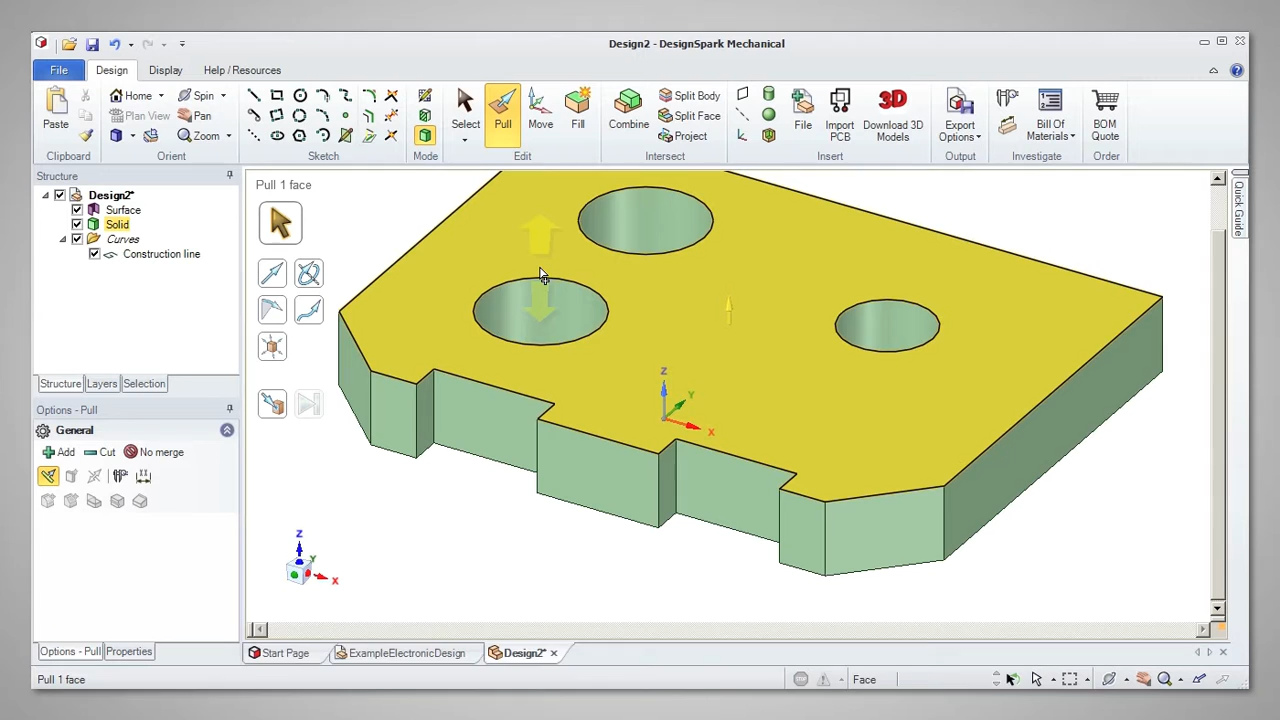 Design2 - DesignSpark Mechanical
File Design Display Help / Resources
Paste
Home Spin
Plan View Pan
Zoom
Select Pull Move Fill
Combine Split Body
Split Face
Project
File Import PCB Download 3D Models
3D
Export Options
Bill Of Materials
BOM Quote
Clipboard Orient Sketch Mode Edit Intersect Insert Output Investigate Order
Structure
Design2*
Surface
Solid
Curves
Construction line
Structure Layers Selection
Options - Pull
General
Add Cut No merge
Options - Pull Properties
Pull 1 face
Z
Y
X
Z
Y
X
Quick Guide
Start Page ExampleElectronicDesign Design2*
Pull 1 face Face